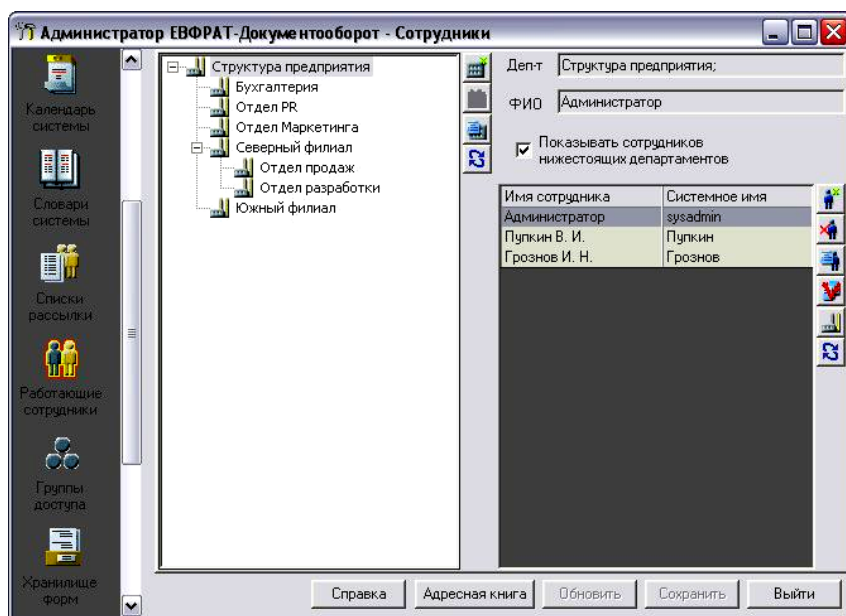 Администратор ЕВФРАТ-Документооборот - Сотрудники
Календарь
системы
Словари
системы
Списки
рассылки
Работающие
сотрудники
Группы
доступа
Хранилище
форм
Структура предприятия
Бухгалтерия
Отдел PR
Отдел Маркетинга
Северный филиал
Отдел продаж
Отдел разработки
Южный филиал
Деп-т Структура предприятия;
ФИО Администратор
Показывать сотрудников
нижестоящих департаментов
Имя сотрудника Системное имя
Администратор sysadmin
Пупкин В. И. Пупкин
Грознов И. Н. Грознов
Справка Адресная книга Обновить Сохранить Выйти